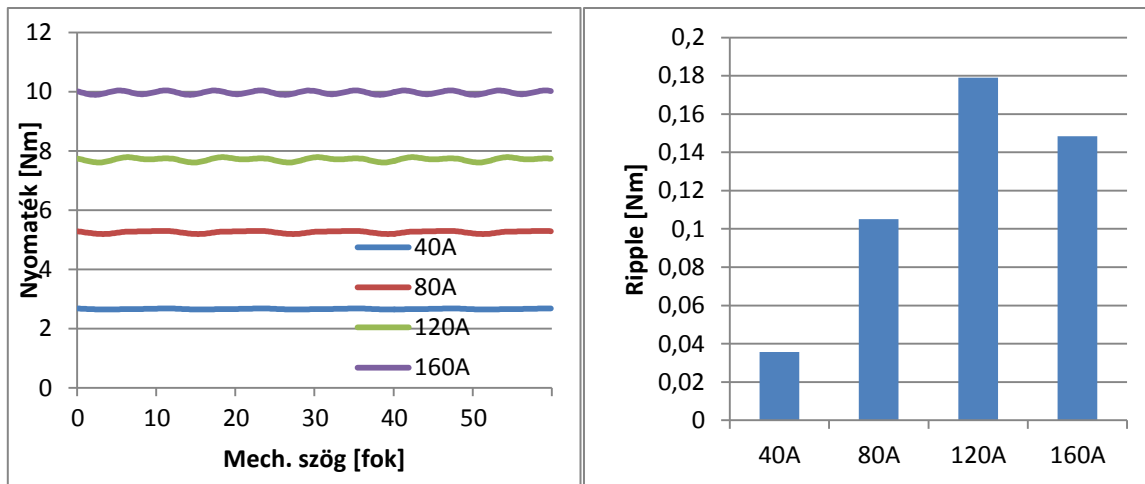 12
10
8
6
4
2
0
Nyomaték [Nm]
0 10 20 30 40 50
Mech. szög [fok]
40A
80A
120A
160A
0,2
0,18
0,16
0,14
0,12
0,1
0,08
0,06
0,04
0,02
0
Ripple [Nm]
40A 80A 120A 160A